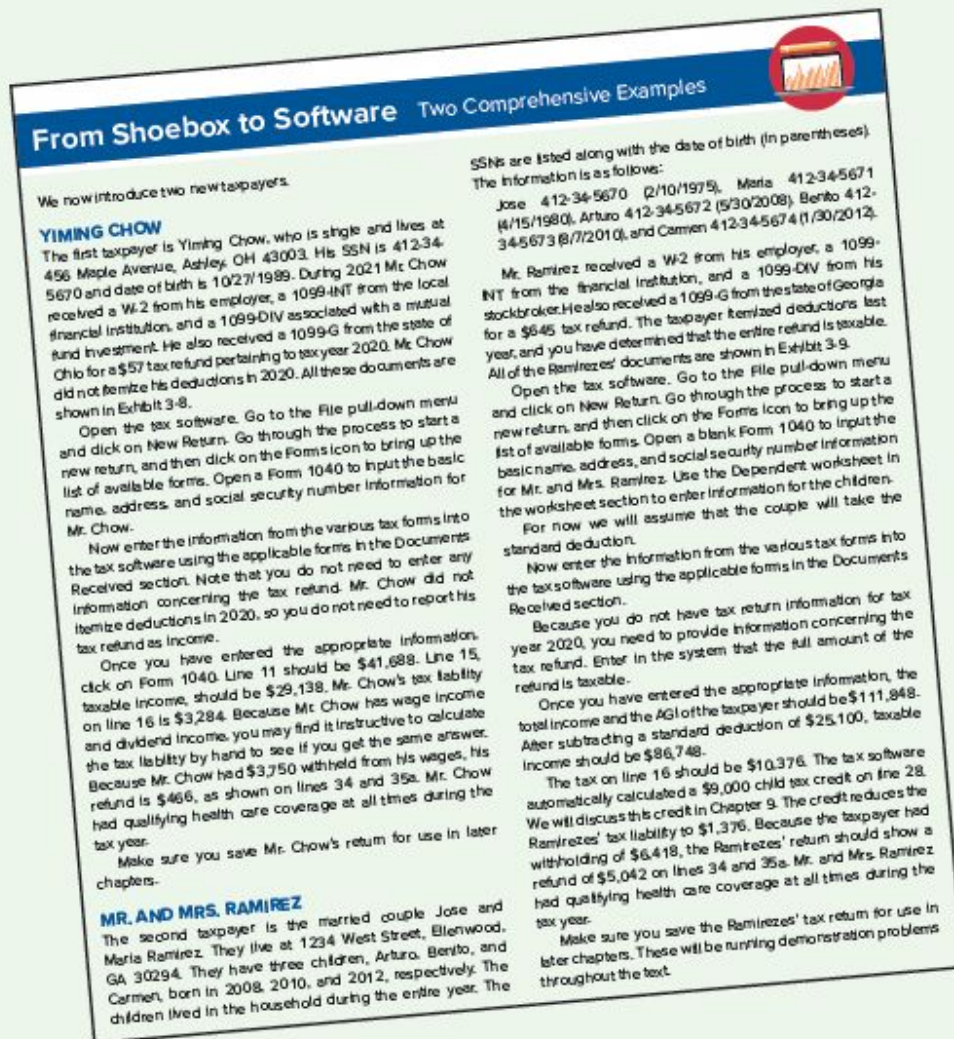 From Shoebox to Software Two Comprehensive Examples
We now introduce two new taxpayers.
YIMING CHOW
The first taxpayer is Yiming Chow, who is single and lives at
456 Maple Avenue, Ashley, OH 43003. His SSN is 412-34-
5670 and date of birth is 10/27/1989. During 2021 Mr. Chow
received a W-2 from his employer, a 1099-INT from the local
financial institution, and a 1099-DIV associated with a mutual
fund investment. He also received a 1099-G from the state of
Ohio for a $57 tax refund pertaining to tax year 2020. Mr. Chow
did not itemize his deductions in 2020. All these documents are
shown in Exhibit 3-8.
Open the tax software. Go to the File pull-down menu
and click on New Return. Go through the process to start a
new return, and then click on the Forms icon to bring up the
list of available forms. Open a Form 1040 to input the basic
name, address, and social security number information for
Mr. Chow.
Now enter the information from the various tax forms into
the tax software using the applicable forms in the Documents
Received section. Note that you do not need to enter any
information concerning the tax refund. Mr. Chow did not
itemize deductions in 2020, so you do not need to report his
tax refund as income.
Once you have entered the appropriate information,
click on Form 1040. Line 11 should be $41,688. Line 15,
taxable income, should be $29,138. Mr. Chow's tax liability
on line 16 is $3,284. Because Mr. Chow has wage income
and dividend income, you may find it instructive to calculate
the tax liability by hand to see if you get the same answer.
Because Mr. Chow had $3,750 withheld from his wages, his
refund is $466, as shown on lines 34 and 35a. Mr. Chow
had qualifying health care coverage at all times during the
tax year.
Make sure you save Mr. Chow's return for use in later
chapters.
MR. AND MRS. RAMIREZ
The second taxpayer is the married couple Jose and
Maria Ramirez. They live at 1234 West Street, Ellenwood,
GA 30294. They have three children, Arturo, Benito, and
Carmen, born in 2008, 2010, and 2012, respectively. The
children lived in the household during the entire year. The
SSNs are listed along with the date of birth (in parentheses).
The information is as follows:
Jose 412-34-5670 (2/10/1975), Maria 412-34-5671
(4/15/1980), Arturo 412-34-5672 (5/30/2008), Benito 412-
34-5673 (8/7/2010), and Carmen 412-34-5674 (1/30/2012).
Mr. Ramirez received a W-2 from his employer, a 1099-
INT from the financial institution, and a 1099-DIV from his
stockbroker. He also received a 1099-G from the state of Georgia
for a $645 tax refund. The taxpayer itemized deductions last
year, and you have determined that the entire refund is taxable.
All of the Ramirezes' documents are shown in Exhibit 3-9.
Open the tax software. Go to the File pull-down menu
and click on New Return. Go through the process to start a
new return, and then click on the Forms icon to bring up the
list of available forms. Open a blank Form 1040 to input the
basic name, address, and social security number information
for Mr. and Mrs. Ramirez. Use the Dependent worksheet in
the worksheet section to enter information for the children.
For now we will assume that the couple will take the
standard deduction.
Now enter the information from the various tax forms into
the tax software using the applicable forms in the Documents
Received section.
Because you do not have tax return information for tax
year 2020, you need to provide information concerning the
tax refund. Enter in the system that the full amount of the
refund is taxable.
Once you have entered the appropriate information, the
total income and the AGI of the taxpayer should be $111,848.
After subtracting a standard deduction of $25,100, taxable
income should be $86,748.
The tax on line 16 should be $10,376. The tax software
automatically calculated a $9,000 child tax credit on line 28.
We will discuss this credit in Chapter 9. The credit reduces the
Ramirezes' tax liability to $1,376. Because the taxpayer had
withholding of $6,418, the Ramirezes' return should show a
refund of $5,042 on lines 34 and 35a. Mr. and Mrs. Ramirez
had qualifying health care coverage at all times during the
tax year.
Make sure you save the Ramirezes' tax return for use in
later chapters. These will be running demonstration problems
throughout the text.